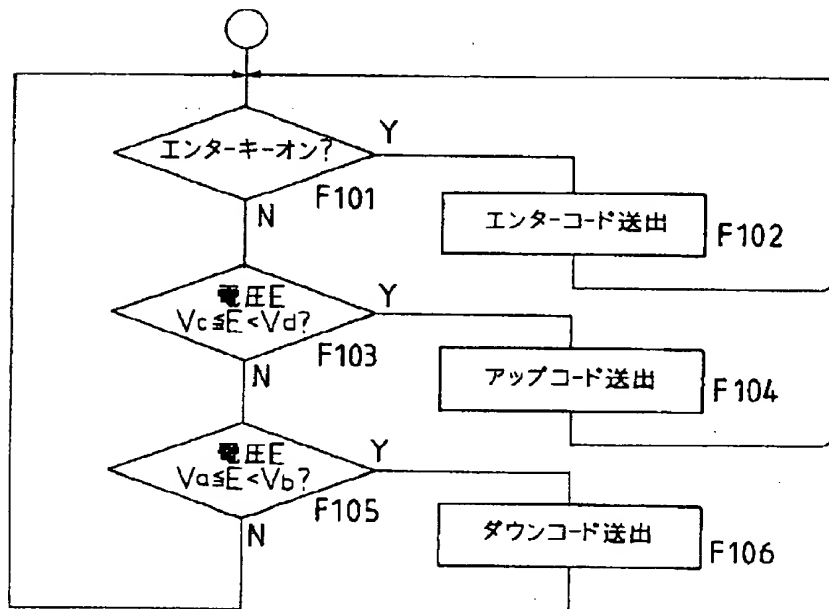 エンターキーオン?
Y
F101
N
エンターコード送出
F102
電圧E
Vc≦E<Vd?
Y
F103
N
アップコード送出
F104
電圧E
Va≦E<Vb?
Y
F105
N
ダウンコード送出
F106